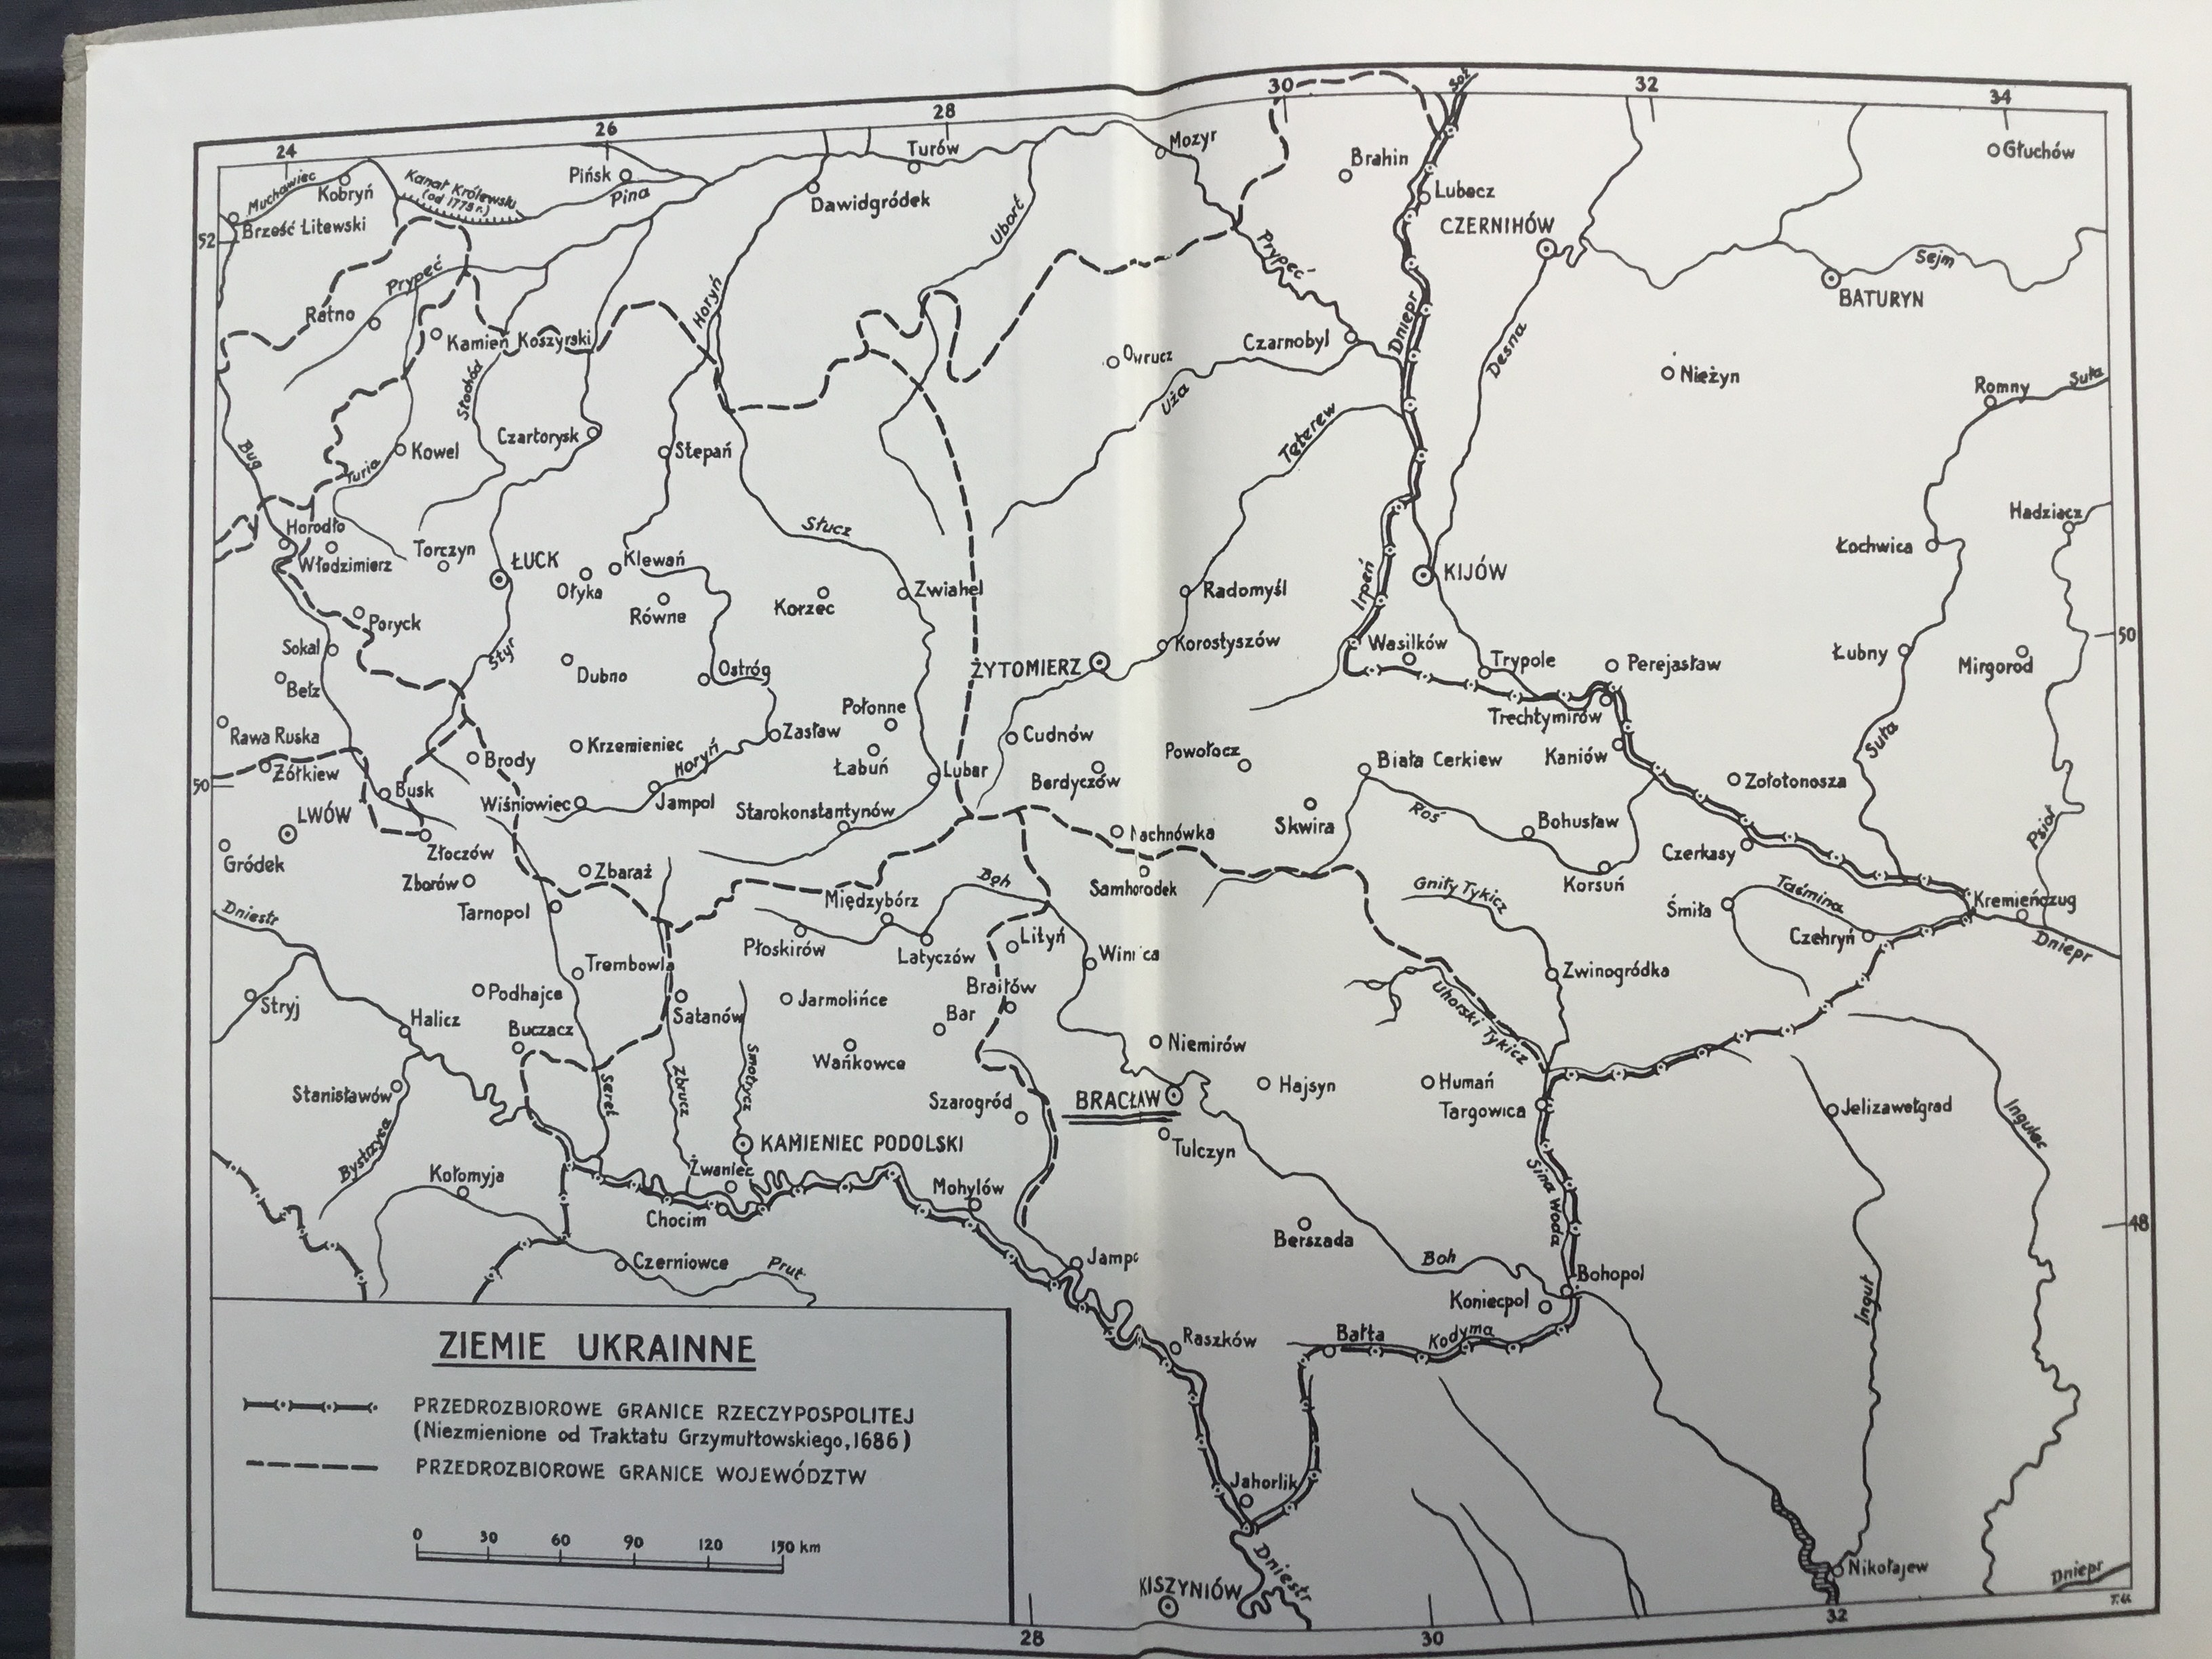 24
26
28
30
32
34
Soż
Mozyr
Turów
Pińsk
Pina
Muchawiec
Kobryń
Kanał Królewski
(od 1775 r.)
Brześć Litewski
Dawidgródek
Ubort
Brahin
Lubecz
CZERNIHÓW
Głuchów
Sejm
BATURYN
52
Prypeć
Prypeć
Ratno
Kamień Koszyrski
Horyń
Dniepr
Desna
Czarnobyl
Owrucz
Uża
Nieżyn
Romny
Suła
Stochód
Czartorysk
Stepań
Kowel
Turia
Bug
Teterew
Słucz
Hadziacz
Łochwica
Horodło
Włodzimierz
Torczyn
ŁUCK
Klewań
Ołyka
Równe
Korzec
Zwiahel
Radomyśl
Irpeń
KIJÓW
Poryck
Sokal
Styr
Bełz
Dubno
Ostróg
ŻYTOMIERZ
Korostyszów
Wasilków
Trypole
Perejasław
Łubny
Mirgorod
50
Rawa Ruska
Żółkiew
Brody
Krzemieniec
Horyń
Zasław
Połonne
Łabuń
Cudnów
Powołocz
Trechtymirów
Kaniów
Suła
50
Busk
LWÓW
Wiśniowiec
Jampol
Starokonstantynów
Lubar
Berdyczów
Biała Cerkiew
Zołotonosza
Gródek
Złoczów
Zborów
Zbaraż
Machnówka
Skwira
Roś
Bohusław
Czerkasy
Psioł
Dniestr
Tarnopol
Międzybórz
Boh
Samhorodek
Korsuń
Gniły Tykicz
Śmiła
Taśmina
Kremieńczug
Płoskirów
Latyczów
Lityń
Winnica
Czehryń
Dniepr
Trembowla
Zwinogródka
Stryj
Podhajce
Satanów
Jarmolińce
Braiłów
Bar
Halicz
Buczacz
Uhorski Tykicz
Wańkowce
Niemirów
Stanisławów
Seret
Zbrucz
Smotrycz
Szarogród
BRACŁAW
Hajsyn
Humań
Targowica
Jelizawetgrad
Ingulec
Bystrzyca
KAMIENIEC PODOLSKI
Tulczyn
Kołomyja
Żwaniec
Chocim
Mohylów
Sina Woda
48
Czerniowce
Prut
Berszada
Jampo
Boh
Bohopol
Koniecpol
Ingul
Raszków
Bałta
Kodyma
ZIEMIE UKRAINNE
PRZEDROZBIOROWE GRANICE RZECZYPOSPOLITEJ
(Niezmienione od Traktatu Grzymułtowskiego, 1686)
PRZEDROZBIOROWE GRANICE WOJEWÓDZTW
0 30 60 90 120 150 km
Jahorlik
Dniestr
KISZYNIÓW
Nikołajew
Dniepr
28
30
32